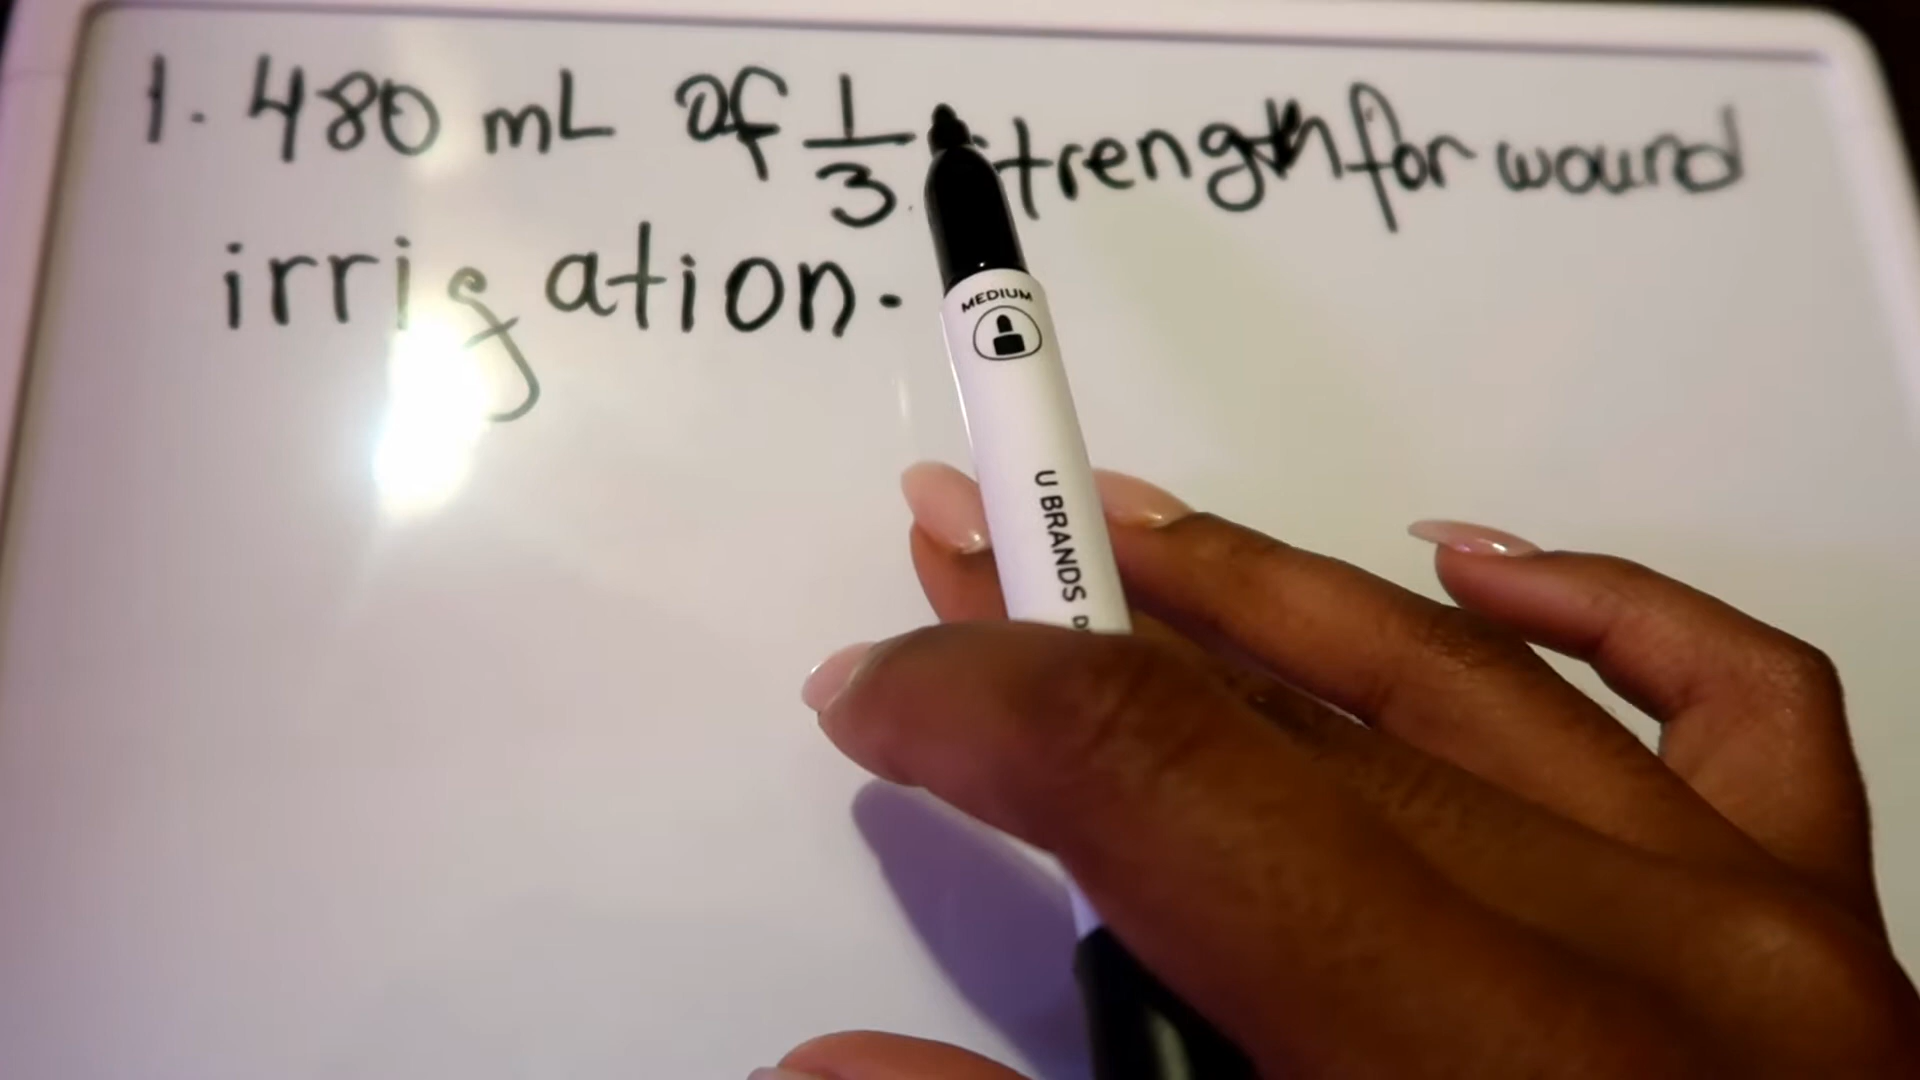 1. 480 mL of 1/3 strength for wound
irrigation.
MEDIUM
U BRANDS